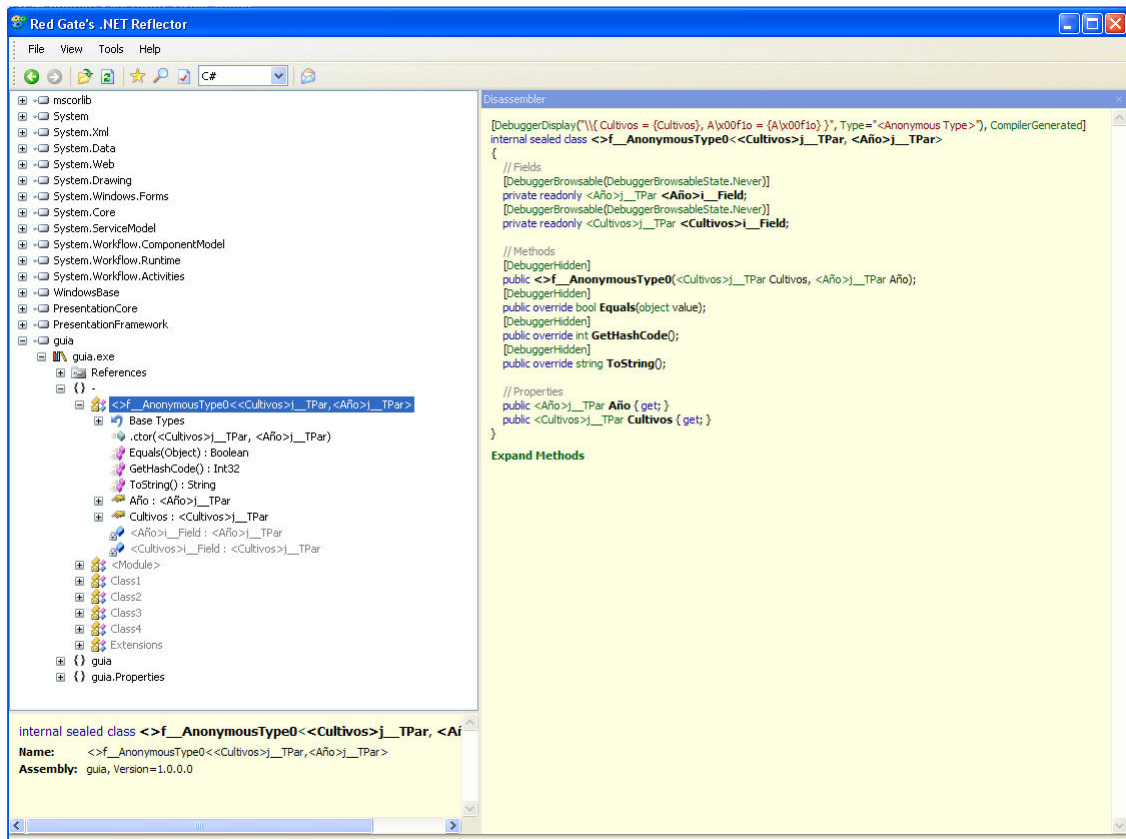 Red Gate's .NET Reflector
File View Tools Help
C#
mscorlib
System
System.Xml
System.Data
System.Web
System.Drawing
System.Windows.Forms
System.Core
System.ServiceModel
System.Workflow.ComponentModel
System.Workflow.Runtime
System.Workflow.Activities
WindowsBase
PresentationCore
PresentationFramework
guia
guia.exe
References
{} -
<>f__AnonymousType0<<Cultivos>j__TPar,<Año>j__TPar>
Base Types
.ctor(<Cultivos>j__TPar, <Año>j__TPar)
Equals(Object) : Boolean
GetHashCode() : Int32
ToString() : String
Año : <Año>j__TPar
Cultivos : <Cultivos>j__TPar
<Año>i__Field : <Año>j__TPar
<Cultivos>i__Field : <Cultivos>j__TPar
<Module>
Class1
Class2
Class3
Class4
Extensions
{} guia
{} guia.Properties
internal sealed class <>f__AnonymousType0<<Cultivos>j__TPar, <Añ
Name: <>f__AnonymousType0<<Cultivos>j__TPar,<Año>j__TPar>
Assembly: guia, Version=1.0.0.0
Disassembler
[DebuggerDisplay("\\{ Cultivos = {Cultivos}, A\x00f1o = {A\x00f1o} }", Type="<Anonymous Type>"), CompilerGenerated]
internal sealed class <>f__AnonymousType0<<Cultivos>j__TPar, <Año>j__TPar>
{
// Fields
[DebuggerBrowsable(DebuggerBrowsableState.Never)]
private readonly <Año>j__TPar <Año>i__Field;
[DebuggerBrowsable(DebuggerBrowsableState.Never)]
private readonly <Cultivos>j__TPar <Cultivos>i__Field;
// Methods
[DebuggerHidden]
public <>f__AnonymousType0(<Cultivos>j__TPar Cultivos, <Año>j__TPar Año);
[DebuggerHidden]
public override bool Equals(object value);
[DebuggerHidden]
public override int GetHashCode();
[DebuggerHidden]
public override string ToString();
// Properties
public <Año>j__TPar Año { get; }
public <Cultivos>j__TPar Cultivos { get; }
}
Expand Methods